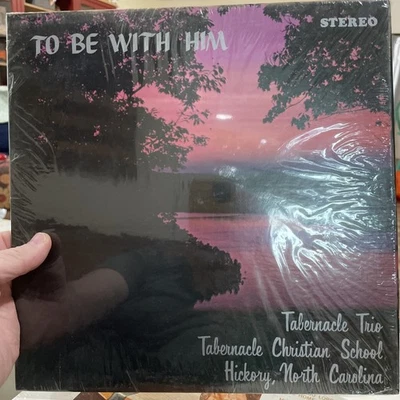 STEREO
TO BE WITH HIM
Tabernacle Trio
Tabernacle Christian School
Hickory, North Carolina